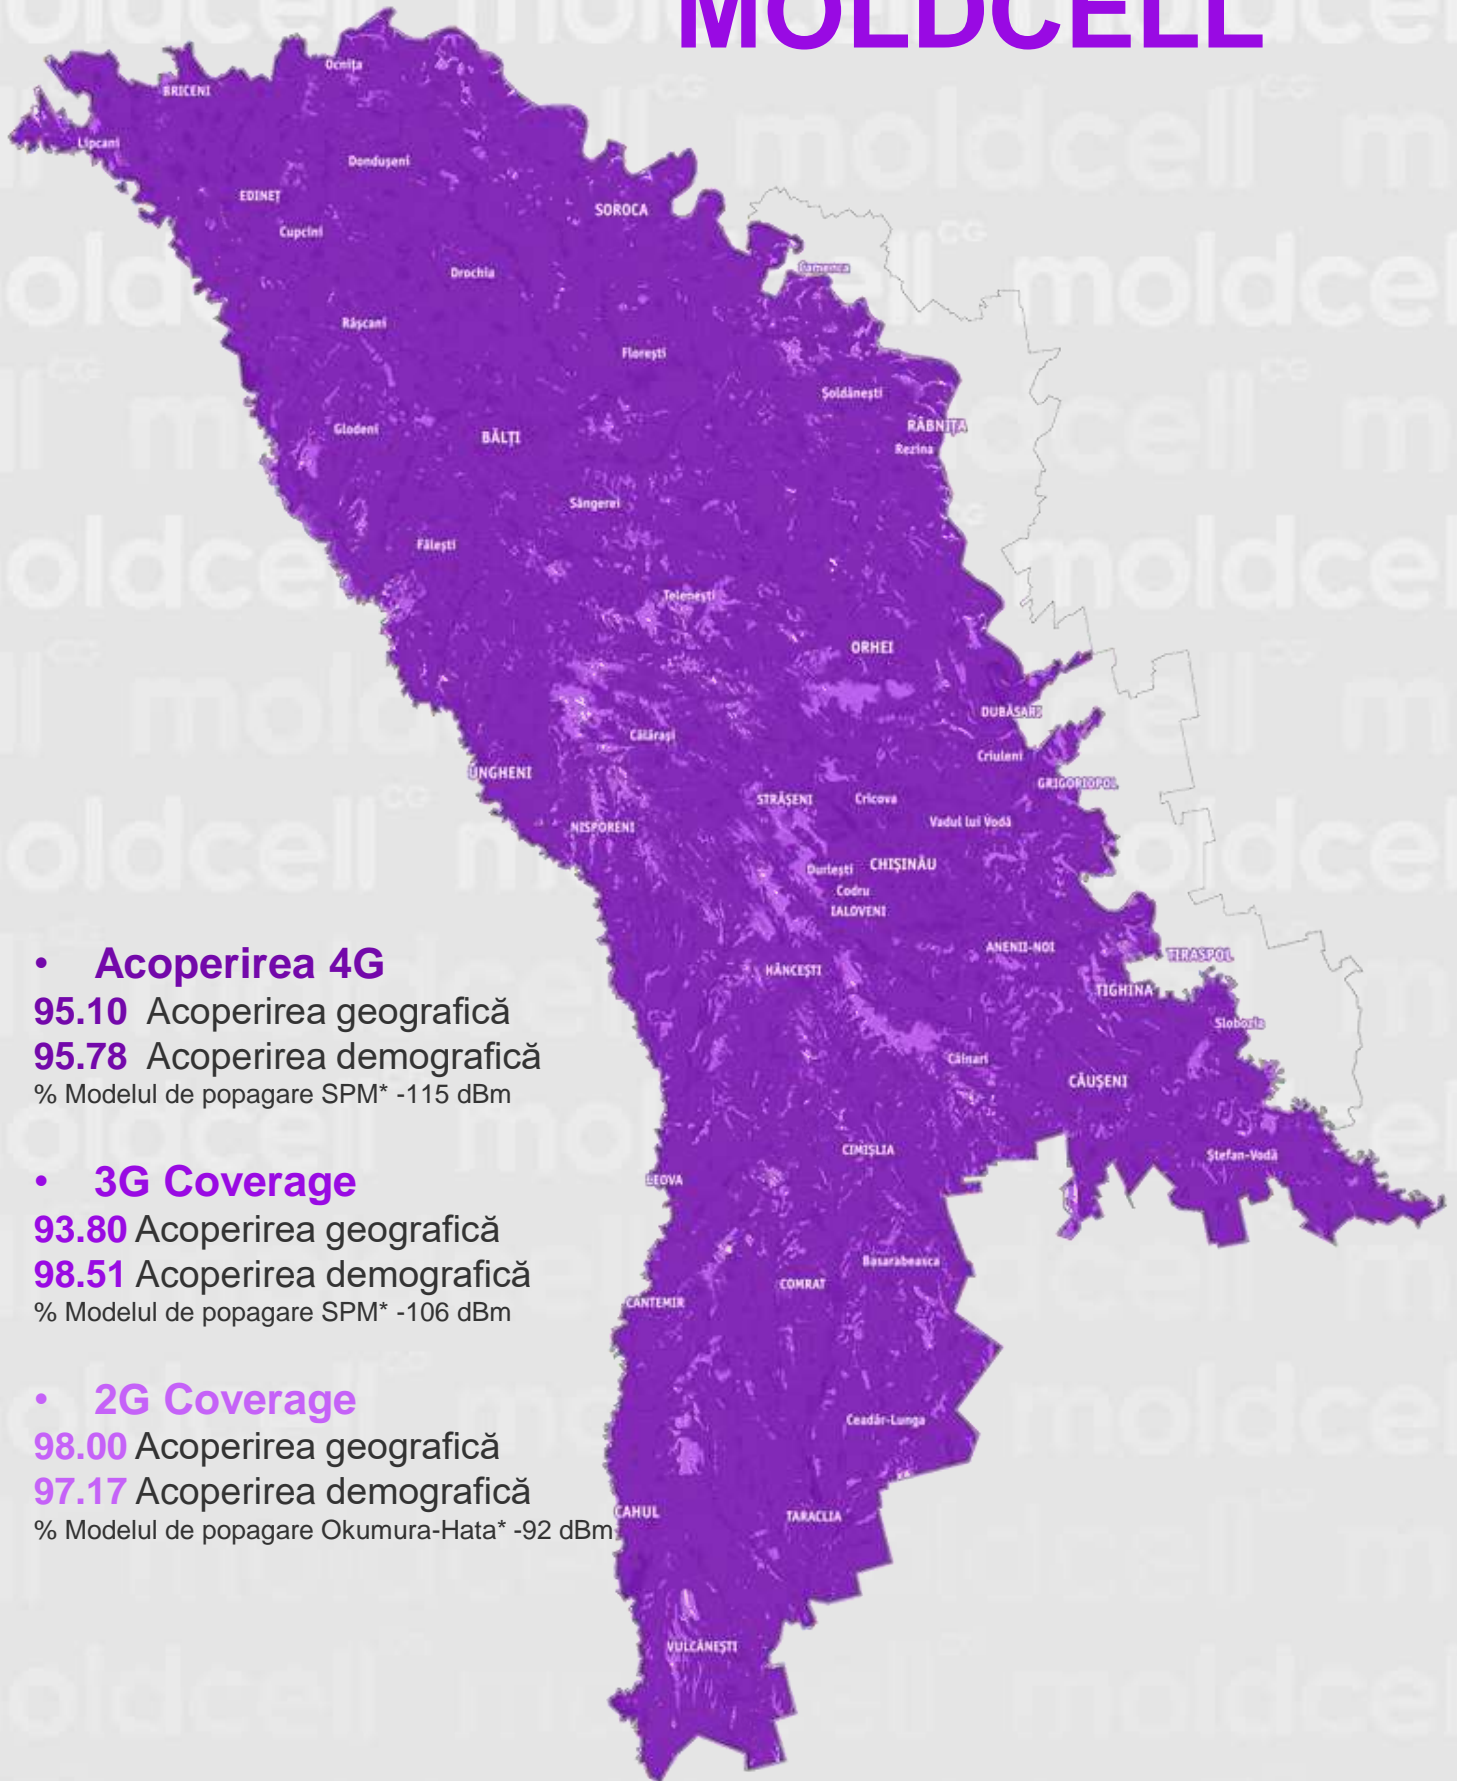 MOLDCELL
Ocnița
BRICENI
Lipcani
Dondușeni
EDINEȚ
SOROCA
Cupcini
Camenca
Drochia
Râșcani
Florești
Șoldănești
Glodeni
BĂLȚI
RÂBNIȚA
Rezina
Sângerei
Fălești
Telenești
ORHEI
DUBĂSARI
Călărași
Criuleni
UNGHENI
GRIGORIOPOL
STRĂȘENI
Cricova
NISPORENI
Vadul lui Vodă
Durlești
CHIȘINĂU
Codru
IALOVENI
ANENII-NOI
TIRASPOL
HÂNCEȘTI
TIGHINA
Slobozia
Căinari
CĂUȘENI
CIMIȘLIA
Ștefan-Vodă
LEOVA
Basarabeasca
COMRAT
CANTEMIR
Ceadâr-Lunga
CAHUL
TARACLIA
VULCĂNEȘTI
• Acoperirea 4G
95.10 Acoperirea geografică
95.78 Acoperirea demografică
% Modelul de popagare SPM* -115 dBm
• 3G Coverage
93.80 Acoperirea geografică
98.51 Acoperirea demografică
% Modelul de popagare SPM* -106 dBm
• 2G Coverage
98.00 Acoperirea geografică
97.17 Acoperirea demografică
% Modelul de popagare Okumura-Hata* -92 dBm